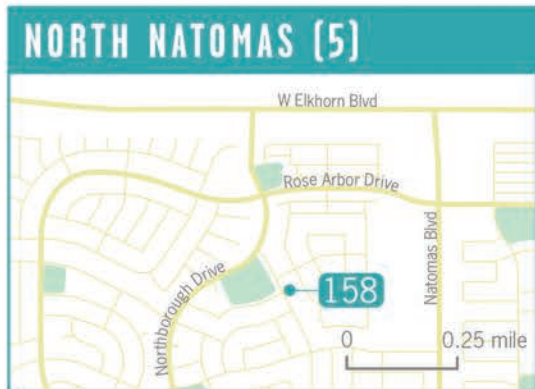 NORTH NATOMAS (5)
W Elkhorn Blvd
Rose Arbor Drive
Natomas Blvd
Northborough Drive
158
0 0.25 mile